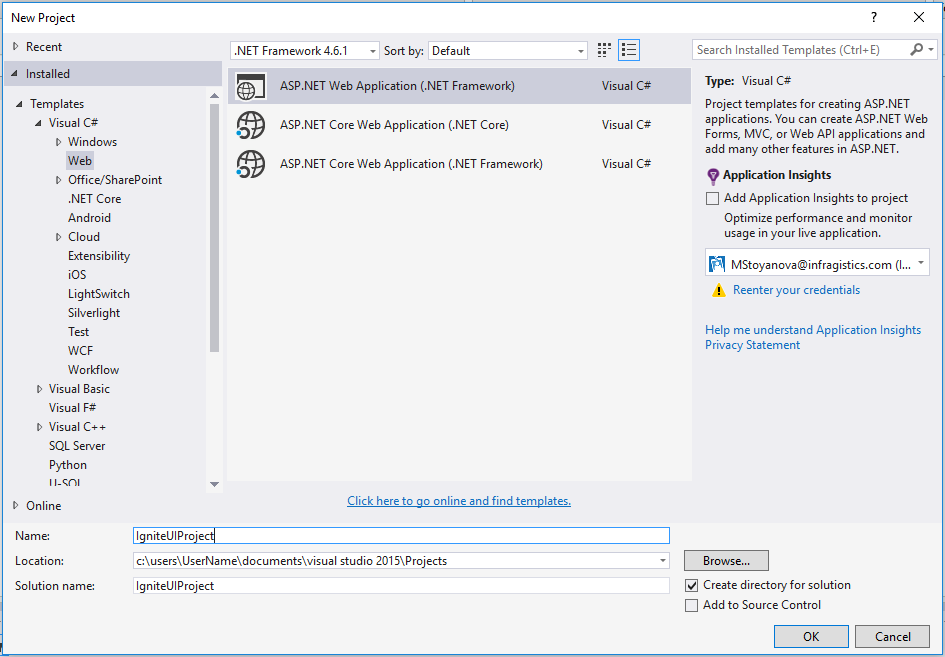 New Project
?
Recent
Installed
.NET Framework 4.6.1
Sort by:
Default
Search Installed Templates (Ctrl+E)
Templates
Visual C#
Windows
Web
Office/SharePoint
.NET Core
Android
Cloud
Extensibility
iOS
LightSwitch
Silverlight
Test
WCF
Workflow
Visual Basic
Visual F#
Visual C++
SQL Server
Python
U-SQL
Online
ASP.NET Web Application (.NET Framework) Visual C#
ASP.NET Core Web Application (.NET Core) Visual C#
ASP.NET Core Web Application (.NET Framework) Visual C#
Click here to go online and find templates.
Type: Visual C#
Project templates for creating ASP.NET
applications. You can create ASP.NET Web
Forms, MVC, or Web API applications and
add many other features in ASP.NET.
Application Insights
Add Application Insights to project
Optimize performance and monitor
usage in your live application.
MStoyanova@infragistics.com (I...
Reenter your credentials
Help me understand Application Insights
Privacy Statement
Name: IgniteUIProject
Location: c:\users\UserName\documents\visual studio 2015\Projects
Browse...
Solution name: IgniteUIProject
Create directory for solution
Add to Source Control
OK
Cancel